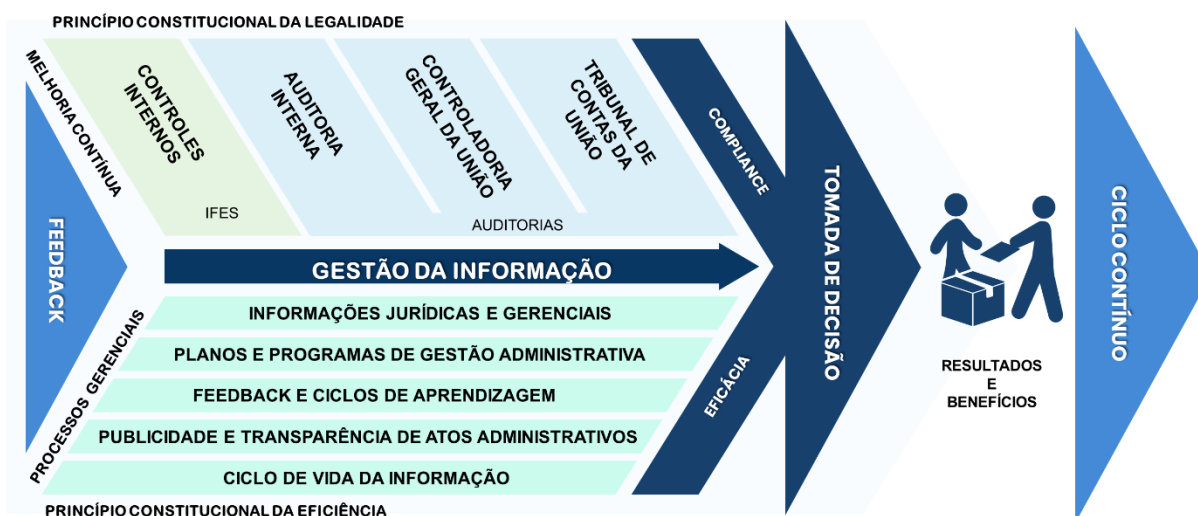 PRINCÍPIO CONSTITUCIONAL DA LEGALIDADE
MELHORIA CONTÍNUA
CONTROLES
INTERNOS
AUDITORIA
INTERNA
CONTROLADORIA
GERAL DA UNIÃO
TRIBUNAL DE
CONTAS DA
UNIÃO
COMPLIANCE
IFES
AUDITORIAS
FEEDBACK
GESTÃO DA INFORMAÇÃO
TOMADA DE DECISÃO
CICLO CONTÍNUO
PROCESSOS GERENCIAIS
INFORMAÇÕES JURÍDICAS E GERENCIAIS
PLANOS E PROGRAMAS DE GESTÃO ADMINISTRATIVA
FEEDBACK E CICLOS DE APRENDIZAGEM
PUBLICIDADE E TRANSPARÊNCIA DE ATOS ADMINISTRATIVOS
CICLO DE VIDA DA INFORMAÇÃO
EFICÁCIA
RESULTADOS
E
BENEFÍCIOS
PRINCÍPIO CONSTITUCIONAL DA EFICIÊNCIA